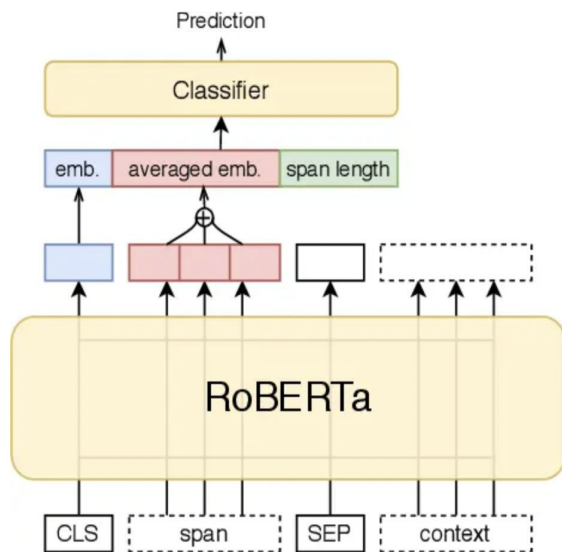 Prediction
Classifier
emb. averaged emb. span length
RoBERTa
CLS span SEP context